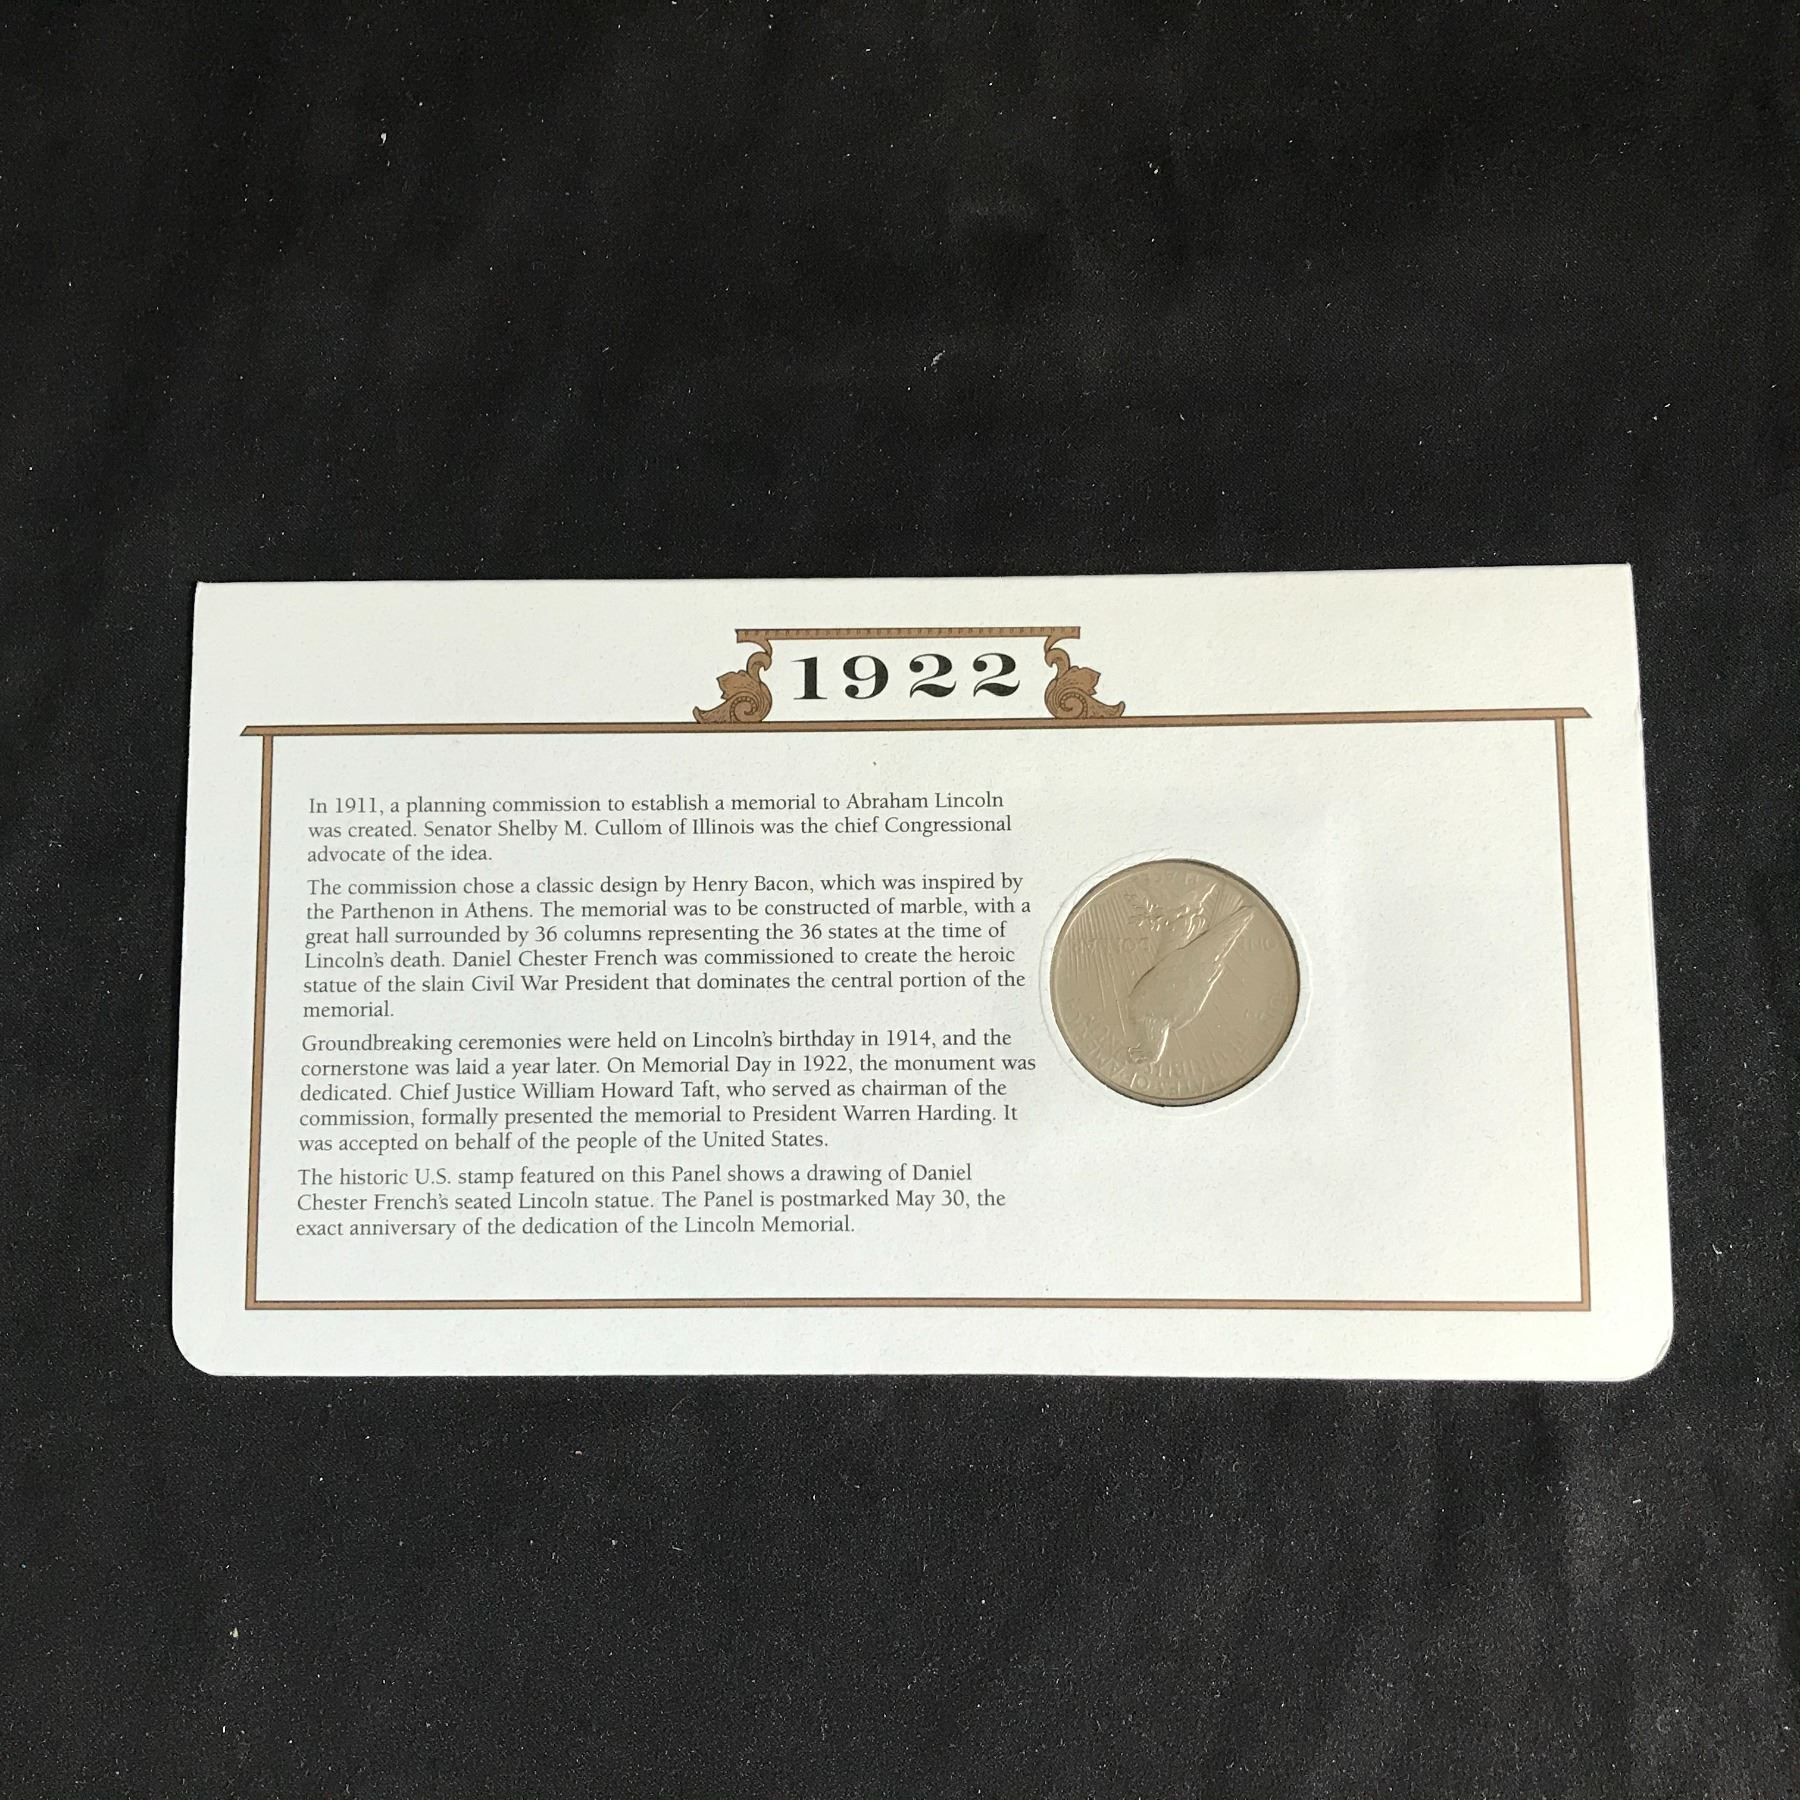 1922
In 1911, a planning commission to establish a memorial to Abraham Lincoln
was created. Senator Shelby M. Cullom of Illinois was the chief Congressional
advocate of the idea.
The commission chose a classic design by Henry Bacon, which was inspired by
the Parthenon in Athens. The memorial was to be constructed of marble, with a
great hall surrounded by 36 columns representing the 36 states at the time of
Lincoln's death. Daniel Chester French was commissioned to create the heroic
statue of the slain Civil War President that dominates the central portion of the
memorial.
Groundbreaking ceremonies were held on Lincoln's birthday in 1914, and the
cornerstone was laid a year later. On Memorial Day in 1922, the monument was
dedicated. Chief Justice William Howard Taft, who served as chairman of the
commission, formally presented the memorial to President Warren Harding. It
was accepted on behalf of the people of the United States.
The historic U.S. stamp featured on this Panel shows a drawing of Daniel
Chester French's seated Lincoln statue. The Panel is postmarked May 30, the
exact anniversary of the dedication of the Lincoln Memorial.
DOLLAR